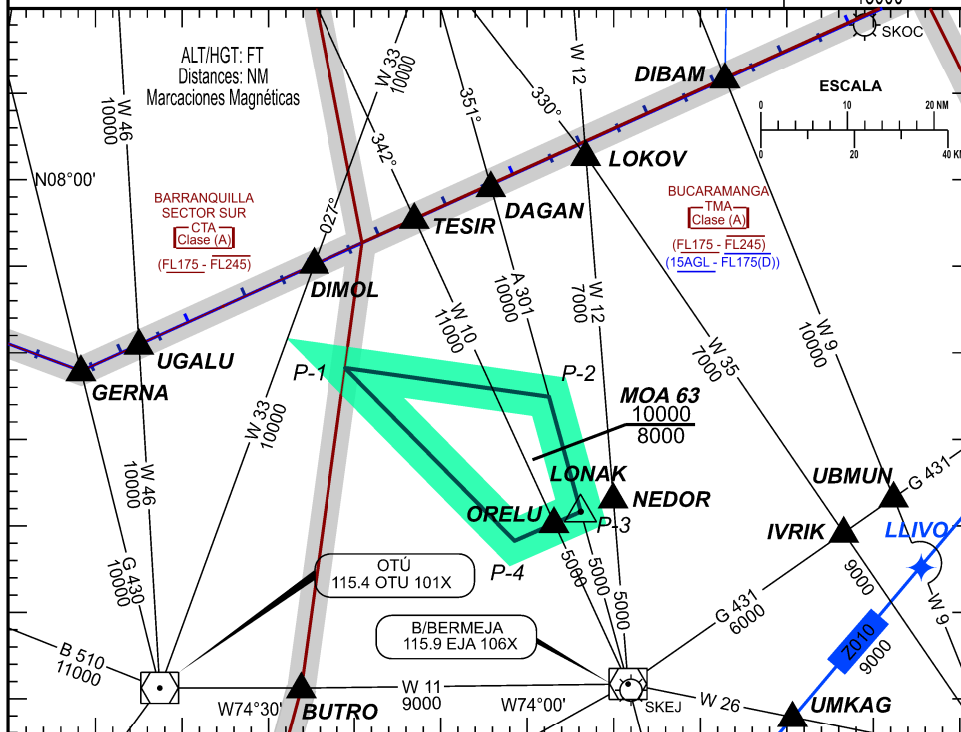 10000
SKOC
ALT/HGT: FT
Distances: NM
Marcaciones Magnéticas
W 33
10000
W 12
DIBAM
ESCALA
0 10 20 NM
0 20 40 KM
W 46
10000
351°
330°
342°
LOKOV
N08°00'
BARRANQUILLA
SECTOR SUR
CTA
Clase (A)
(FL175 - FL245)
027°
TESIR
DAGAN
BUCARAMANGA
TMA
Clase (A)
(FL175 - FL245)
(15AGL - FL175(D))
DIMOL
A 301
10000
W 12
7000
W 10
11000
W 35
7000
W 9
10000
UGALU
GERNA
P-1
P-2
MOA 63
10000
8000
W 33
10000
W 46
10000
LONAK
NEDOR
ORELU
P-3
P-4
UBMUN
G 431
IVRIK
LLIVO
G 430
10000
OTÚ
115.4 OTU 101X
5000
5000
5000
9000
W 9
B/BERMEJA
115.9 EJA 106X
G 431
6000
Z010
9000
B 510
11000
W 11
9000
W74°30'
BUTRO
W74°00'
SKEJ
W 26
UMKAG